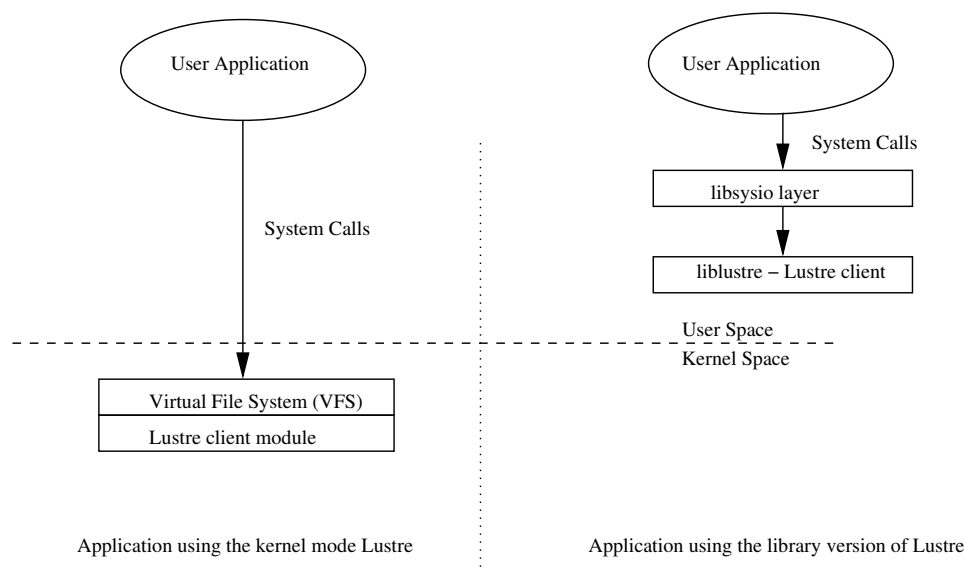 User Application
System Calls
Virtual File System (VFS)
Lustre client module
Application using the kernel mode Lustre
User Application
System Calls
libsysio layer
liblustre − Lustre client
User Space
Kernel Space
Application using the library version of Lustre